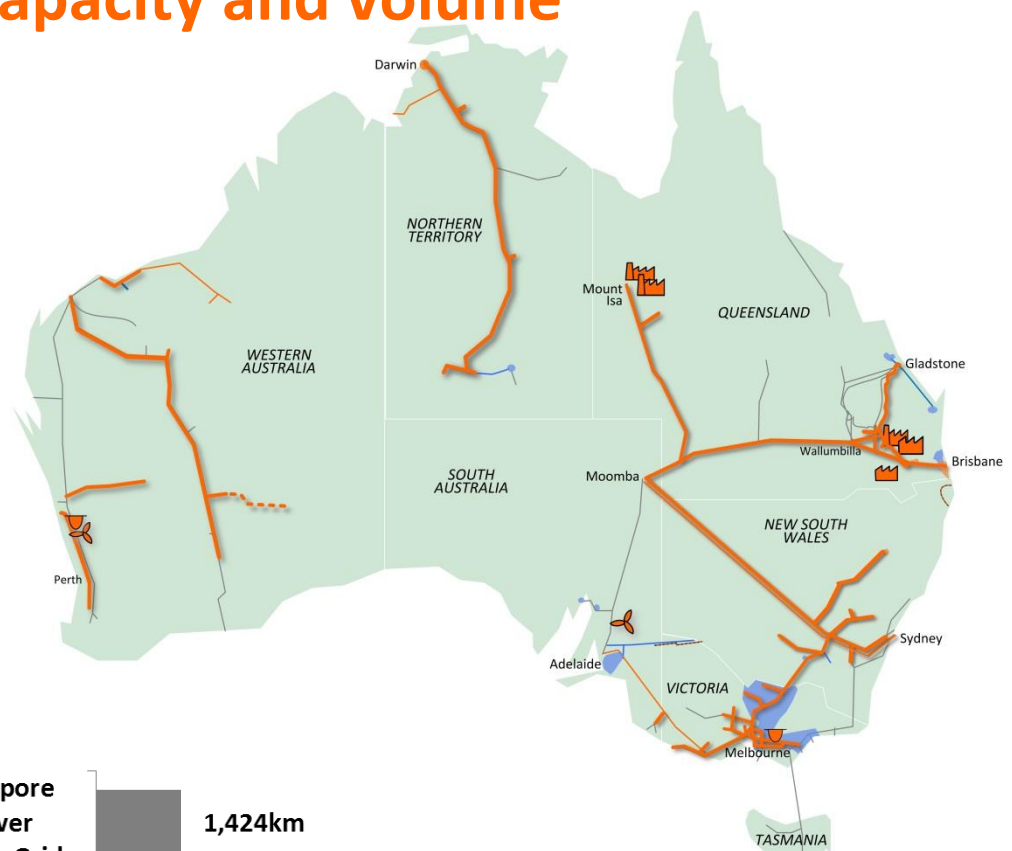 apacity and volume
Darwin
NORTHERN
TERRITORY
Mount
Isa
QUEENSLAND
WESTERN
AUSTRALIA
Gladstone
Wallumbilla
Brisbane
SOUTH
AUSTRALIA
Moomba
NEW SOUTH
WALES
Perth
Sydney
Adelaide
VICTORIA
Melbourne
pore
ver
1,424km
TASMANIA